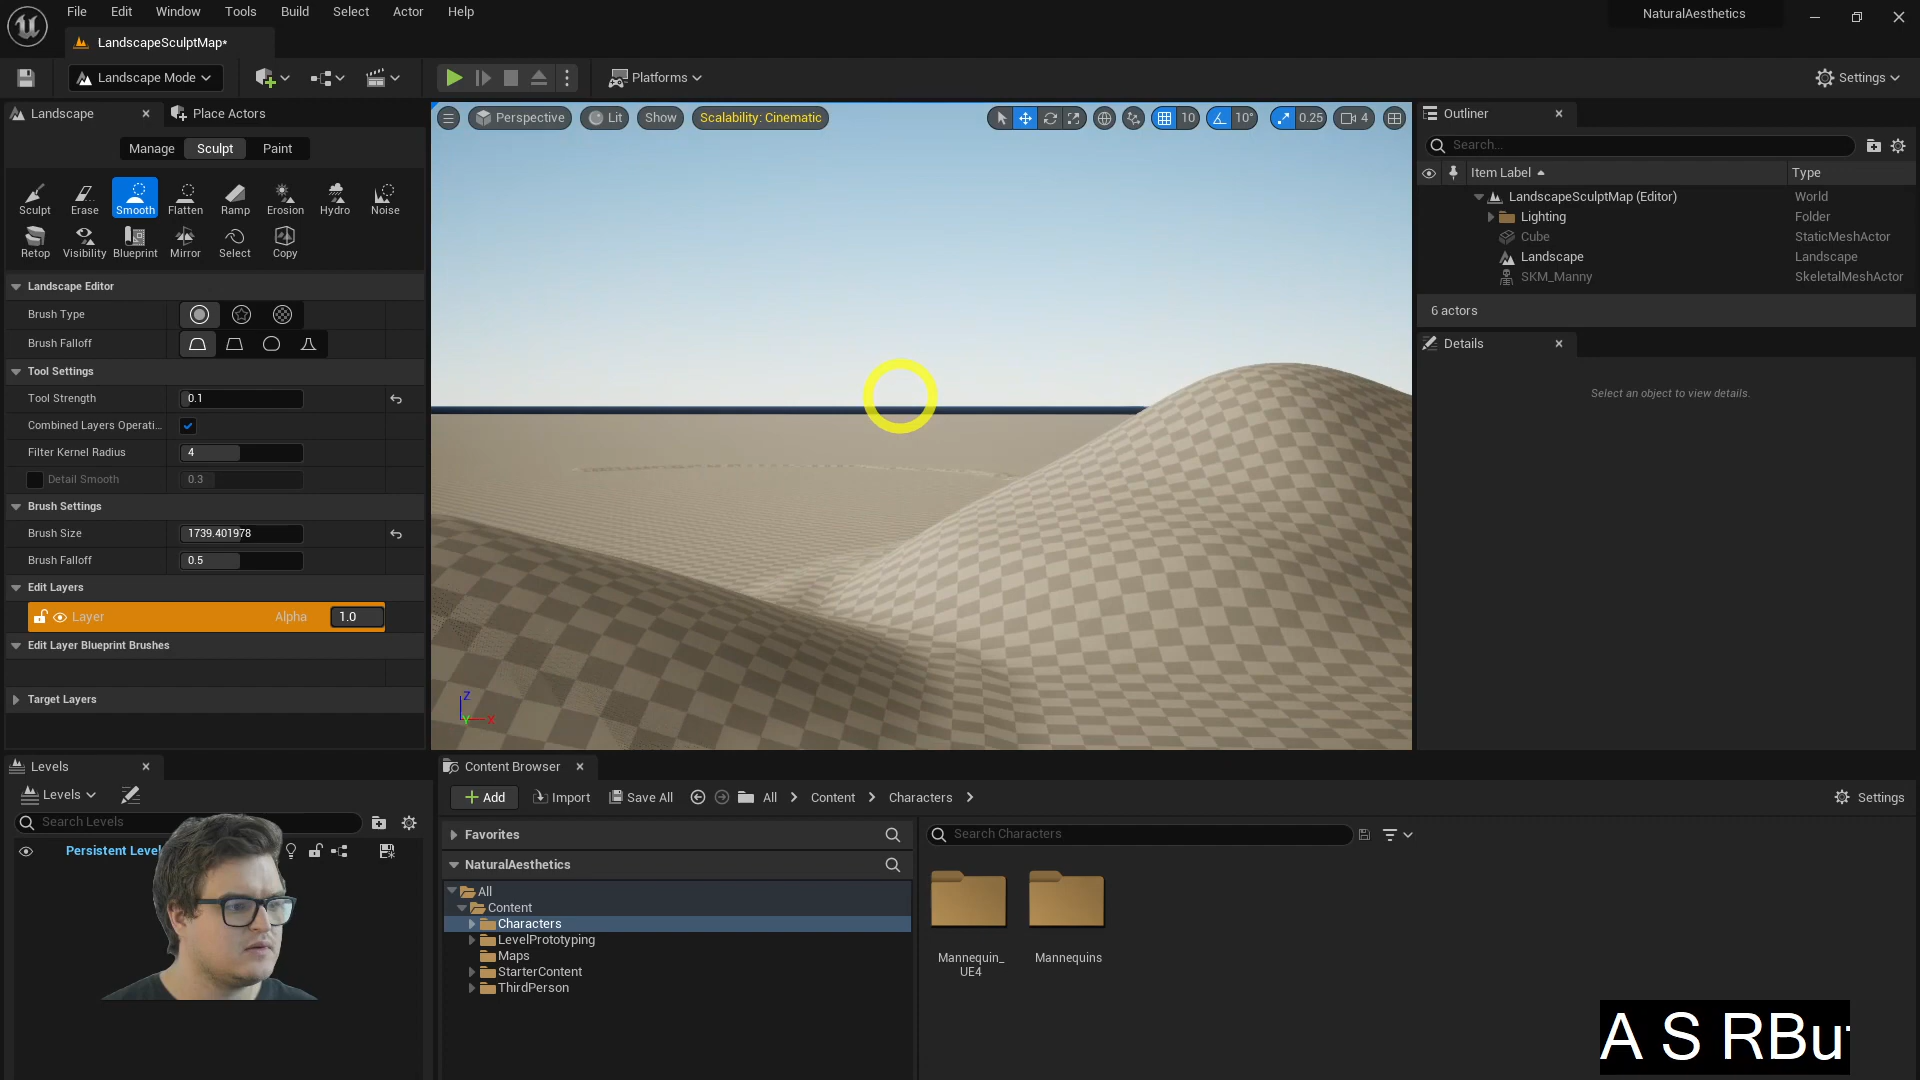 File Edit Window Tools Build Select Actor Help
NaturalAesthetics
LandscapeSculptMap*
Landscape Mode
Platforms
Settings
Landscape
Place Actors
Manage Sculpt Paint
Sculpt Erase Smooth Flatten Ramp Erosion Hydro Noise
Retop Visibility Blueprint Mirror Select Copy
Landscape Editor
Brush Type
Brush Falloff
Tool Settings
Tool Strength 0.1
Combined Layers Operati...
Filter Kernel Radius 4
Detail Smooth 0.3
Brush Settings
Brush Size 1739.401978
Brush Falloff 0.5
Edit Layers
Layer Alpha 1.0
Edit Layer Blueprint Brushes
Target Layers
Perspective Lit Show Scalability: Cinematic 10 10° 0.25 4
Z
Y X
Outliner
Search...
Item Label Type
LandscapeSculptMap (Editor) World
Lighting Folder
Cube StaticMeshActor
Landscape Landscape
SKM_Manny SkeletalMeshActor
6 actors
Details
Select an object to view details.
Levels
Levels
Search Levels
Persistent Level
Content Browser
Add Import Save All All Content Characters Settings
Favorites
NaturalAesthetics
All
Content
Characters
LevelPrototyping
Maps
StarterContent
ThirdPerson
Search Characters
Mannequin_
UE4
Mannequins
A S RBu